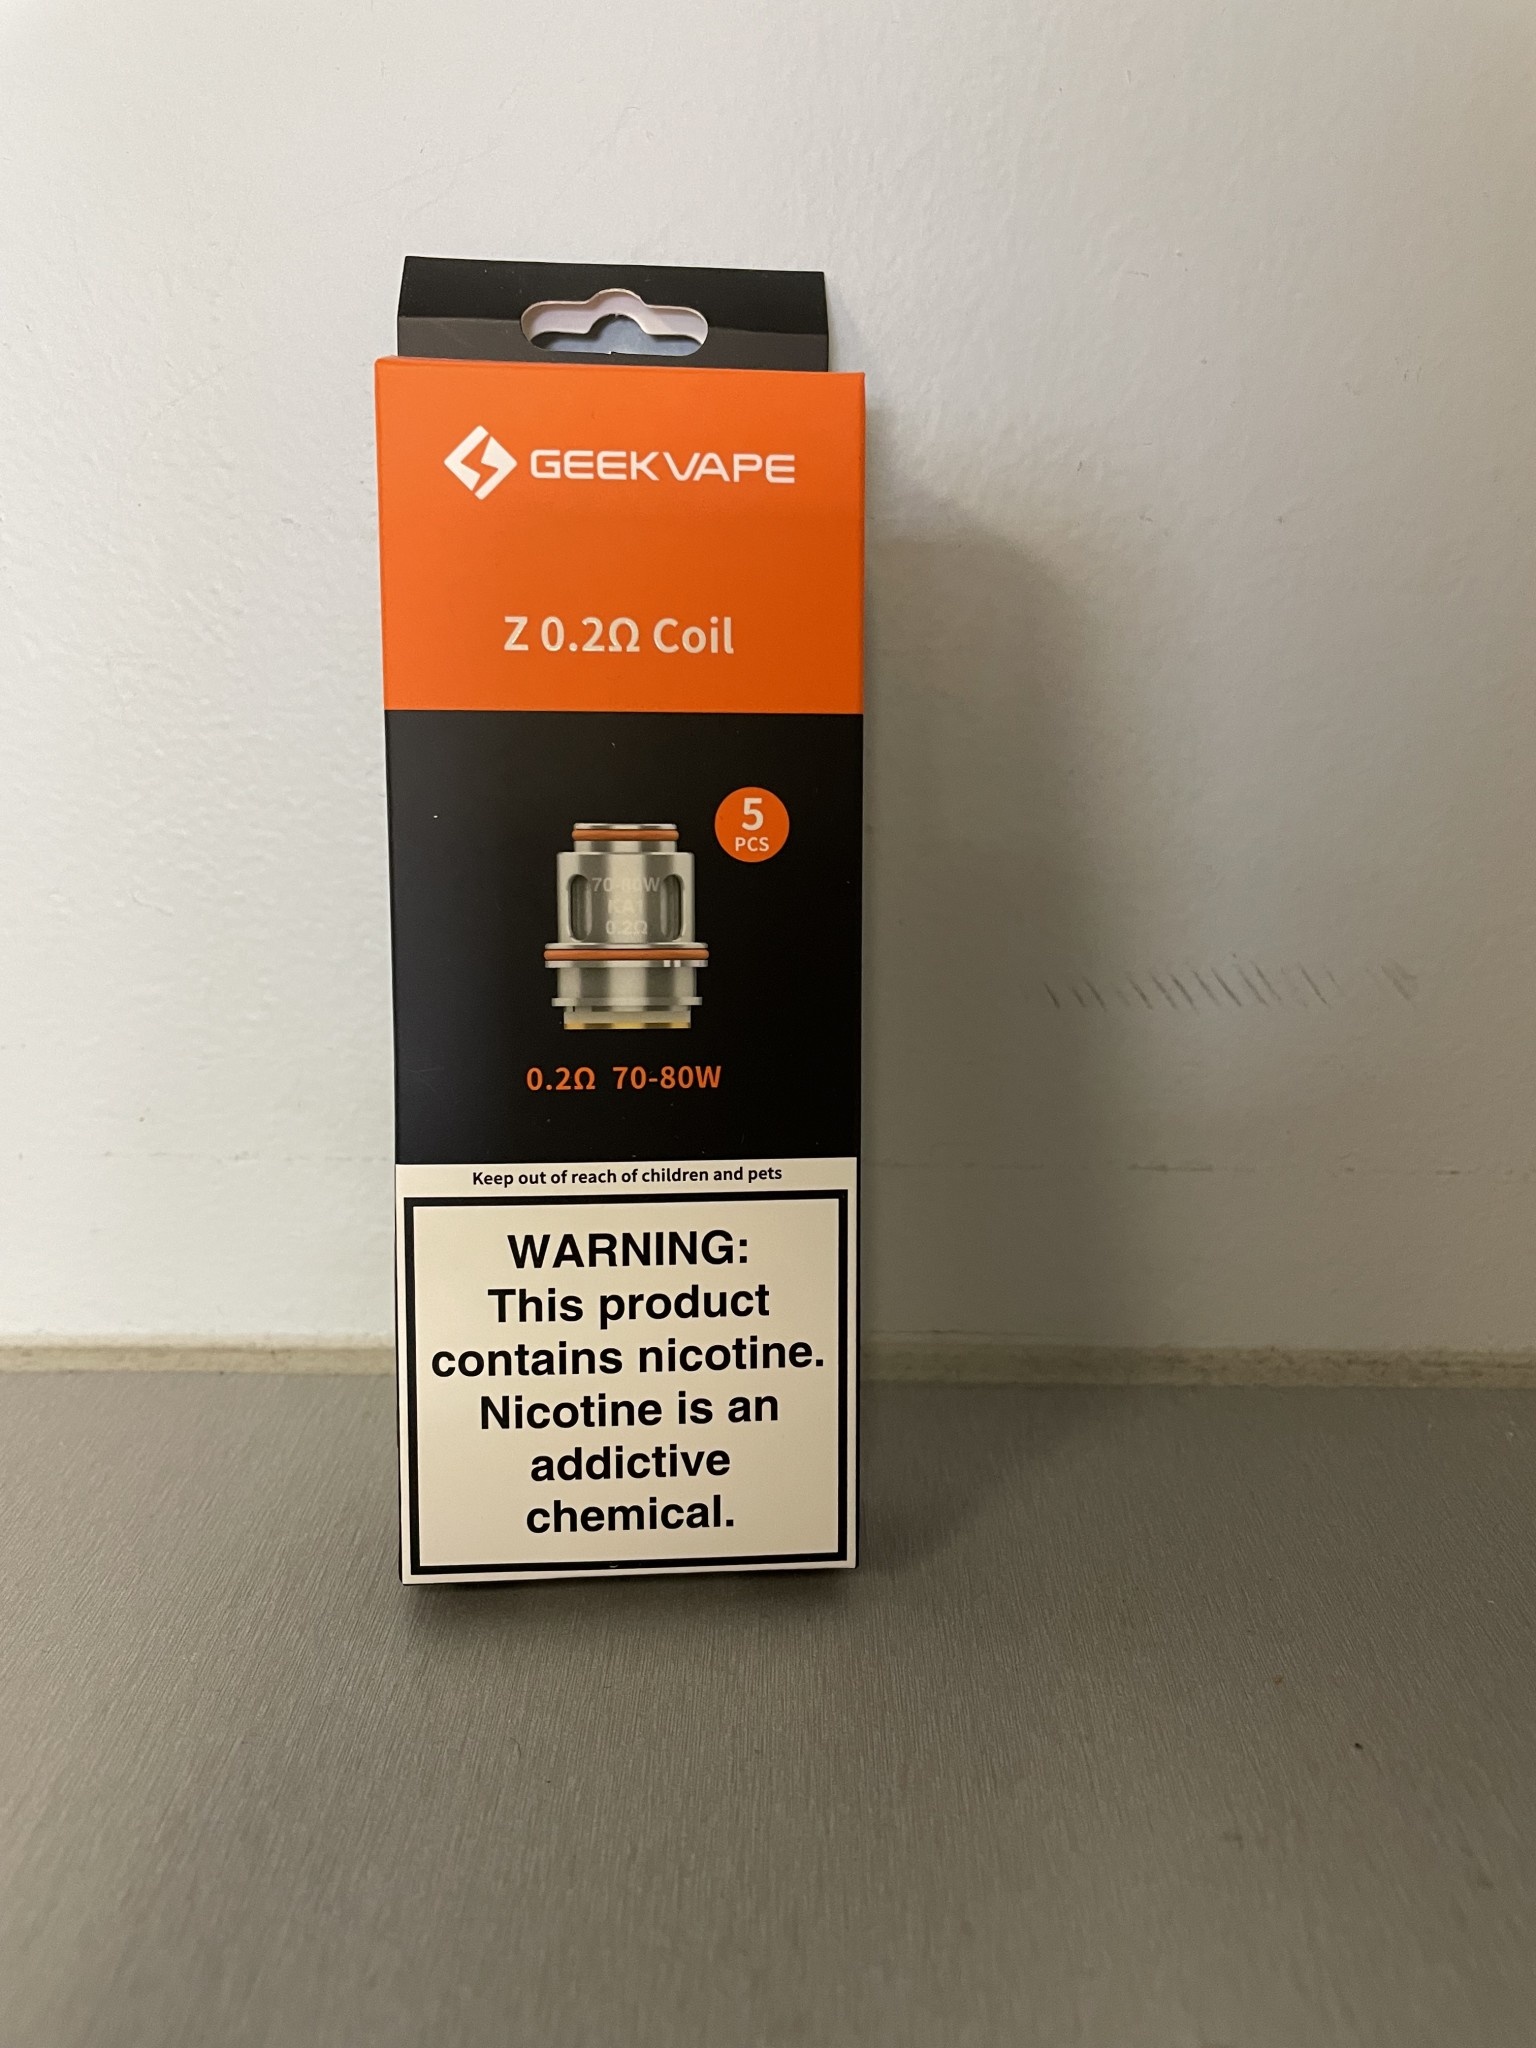 GEEKVAPE
Z 0.2Ω Coil
5
PCS
70-80W
KA1
0.2Ω
0.2Ω 70-80W
Keep out of reach of children and pets
WARNING:
This product
contains nicotine.
Nicotine is an
addictive
chemical.